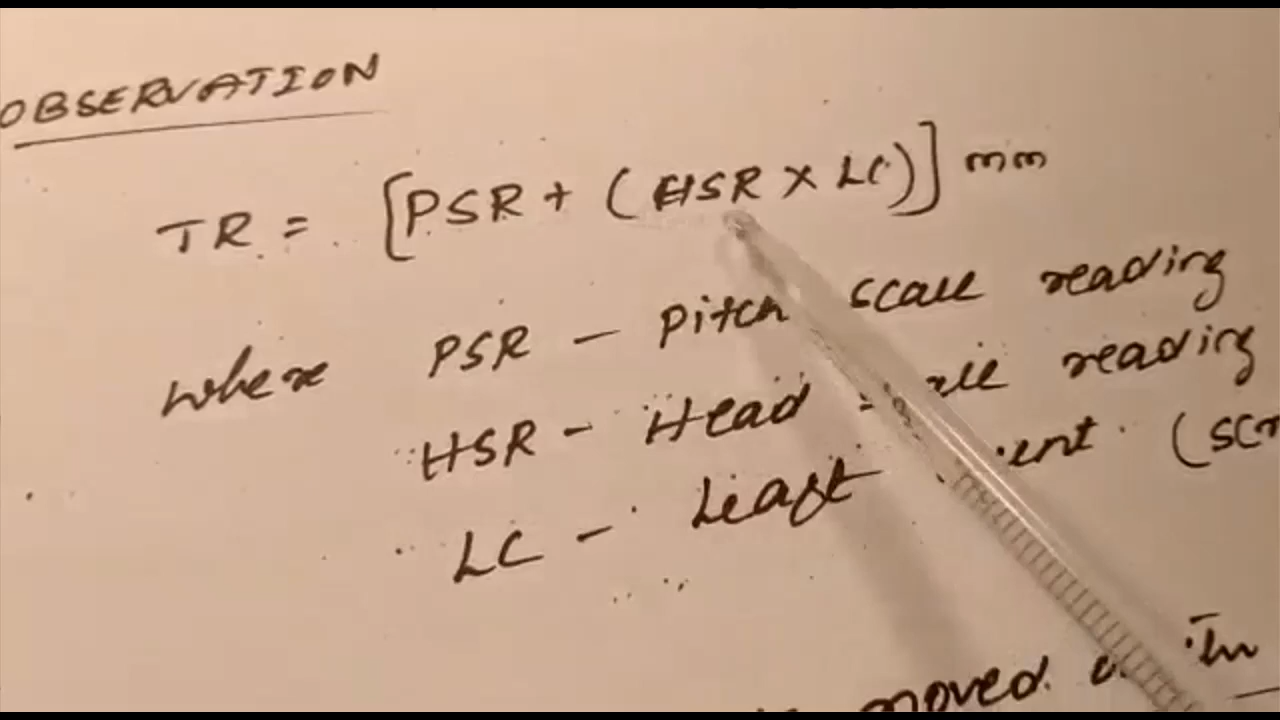 OBSERVATION
TR = [PSR + (HSR × LC)] mm
where PSR – Pitch scale reading
HSR – Head reading
LC – Least
moved